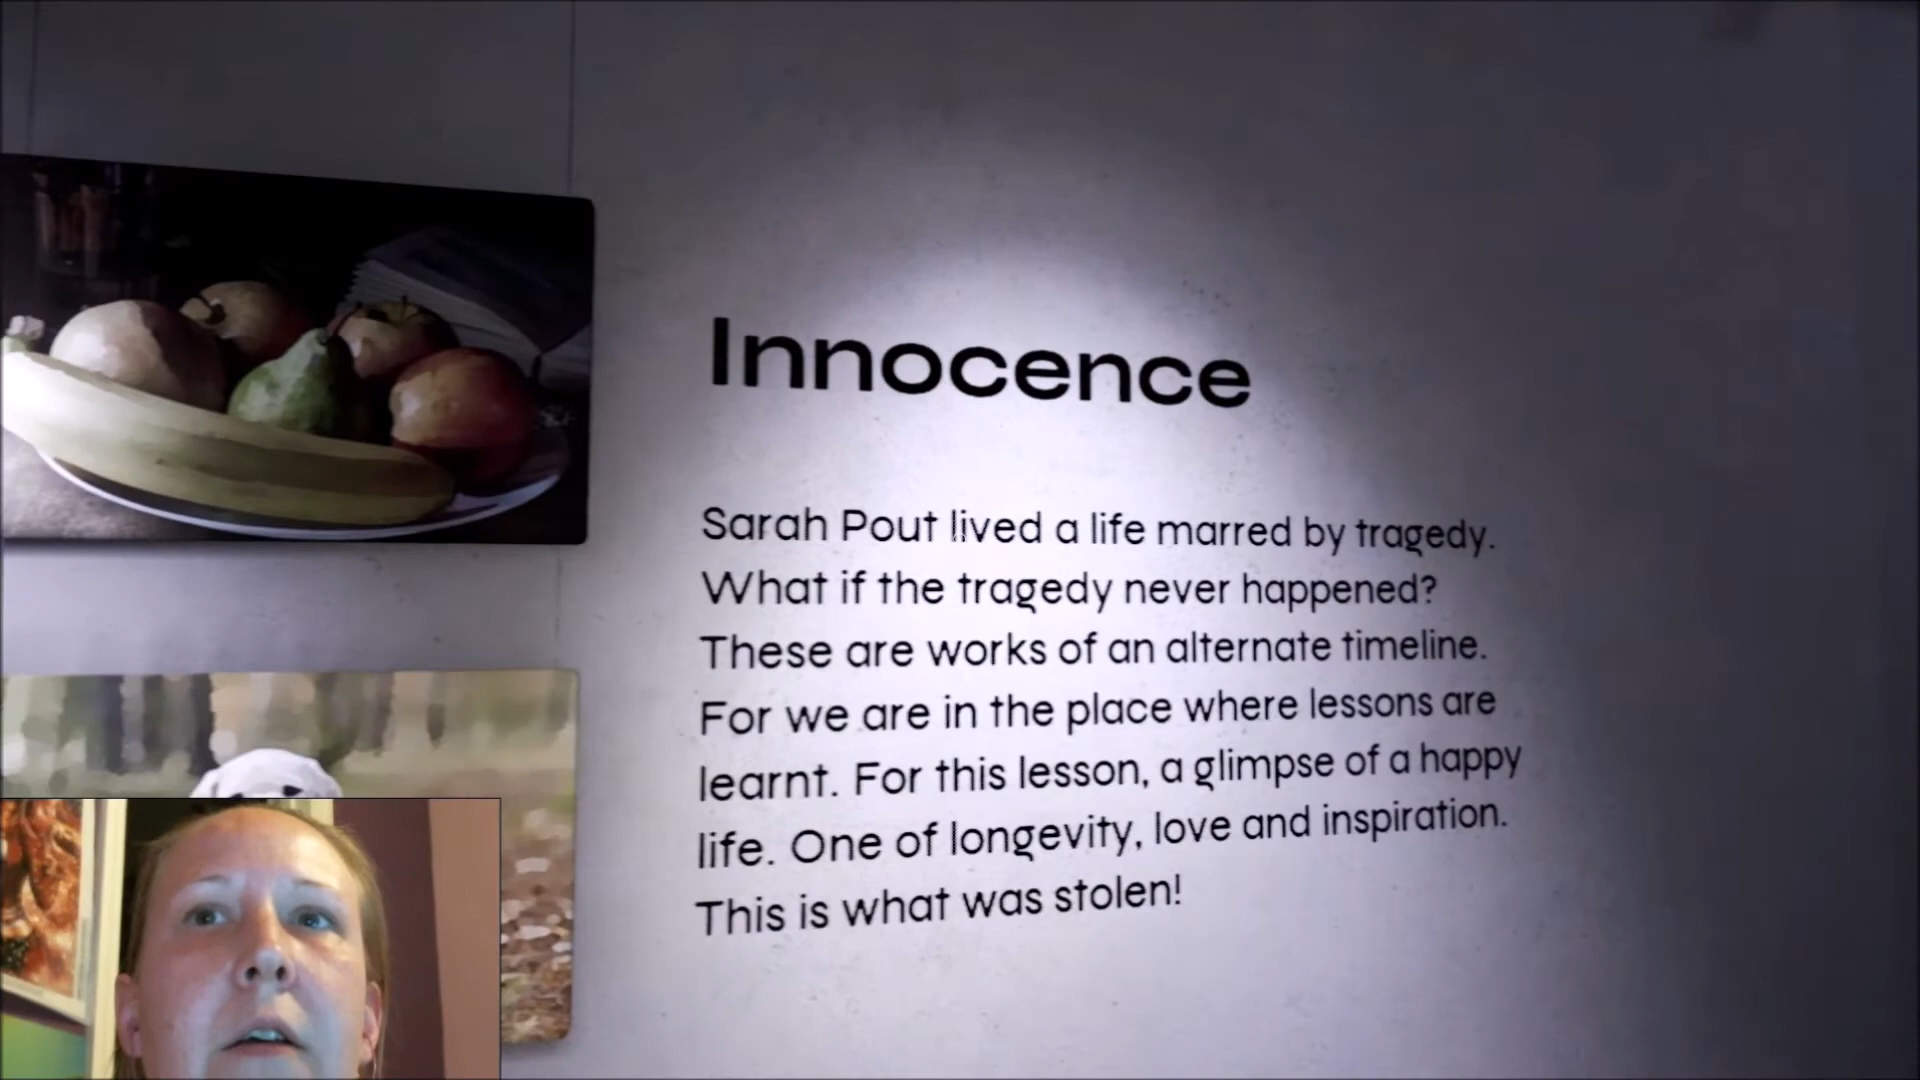 Innocence
Sarah Pout lived a life marred by tragedy.
What if the tragedy never happened?
These are works of an alternate timeline.
For we are in the place where lessons are
learnt. For this lesson, a glimpse of a happy
life. One of longevity, love and inspiration.
This is what was stolen!